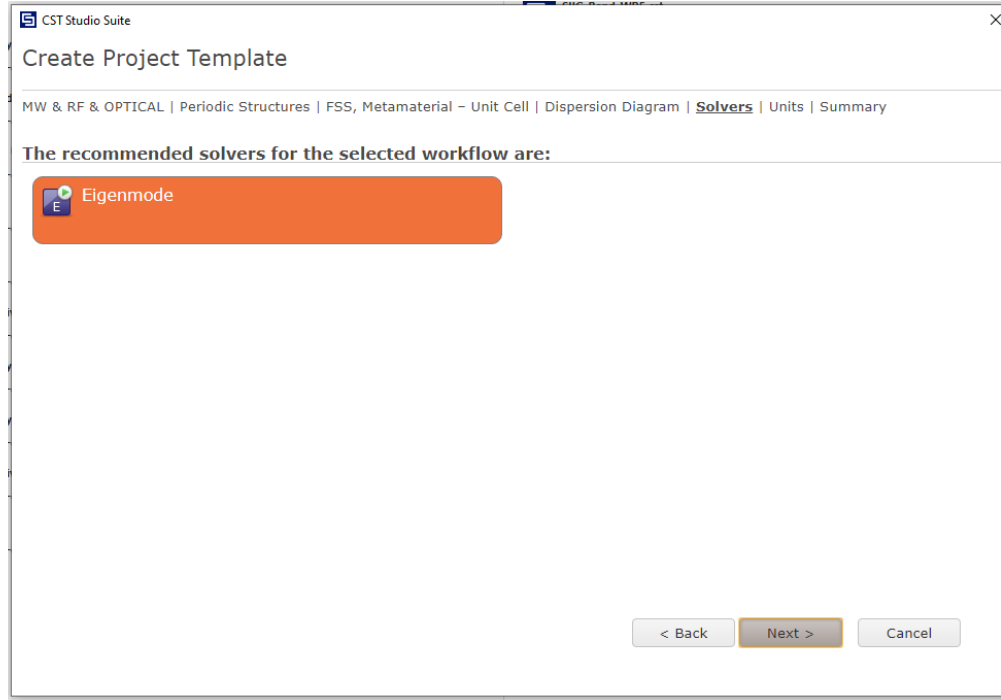 CST Studio Suite
Create Project Template
MW & RF & OPTICAL | Periodic Structures | FSS, Metamaterial – Unit Cell | Dispersion Diagram | Solvers | Units | Summary
The recommended solvers for the selected workflow are:
E
Eigenmode
< Back
Next >
Cancel